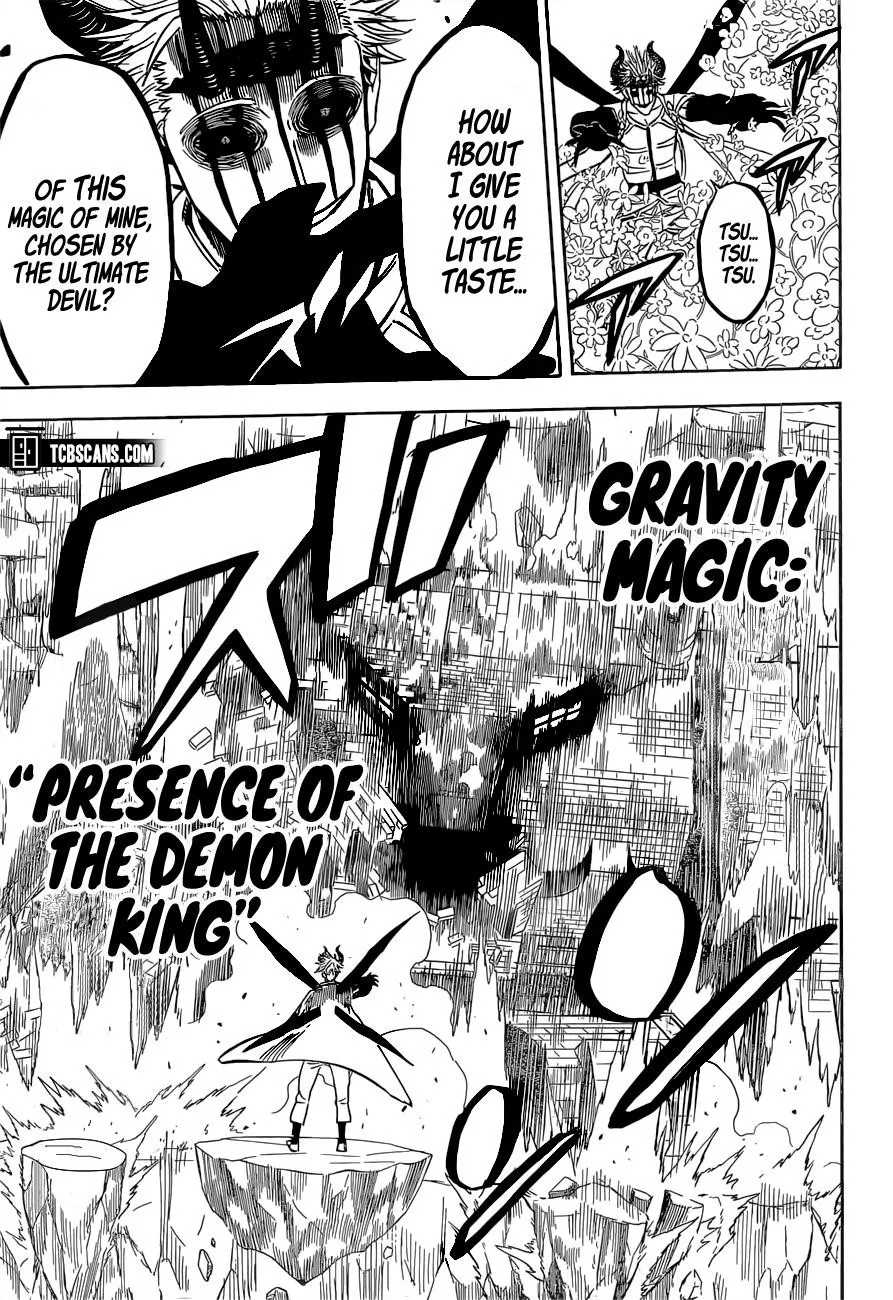 TSU...
TSU...
TSU.
HOW
ABOUT
I GIVE
YOU A
LITTLE
TASTE...
OF THIS
MAGIC OF MINE,
CHOSEN BY
THE ULTIMATE
DEVIL?
TCBSCANS.COM
GRAVITY
MAGIC:
“PRESENCE OF
THE DEMON
KING”
ズ